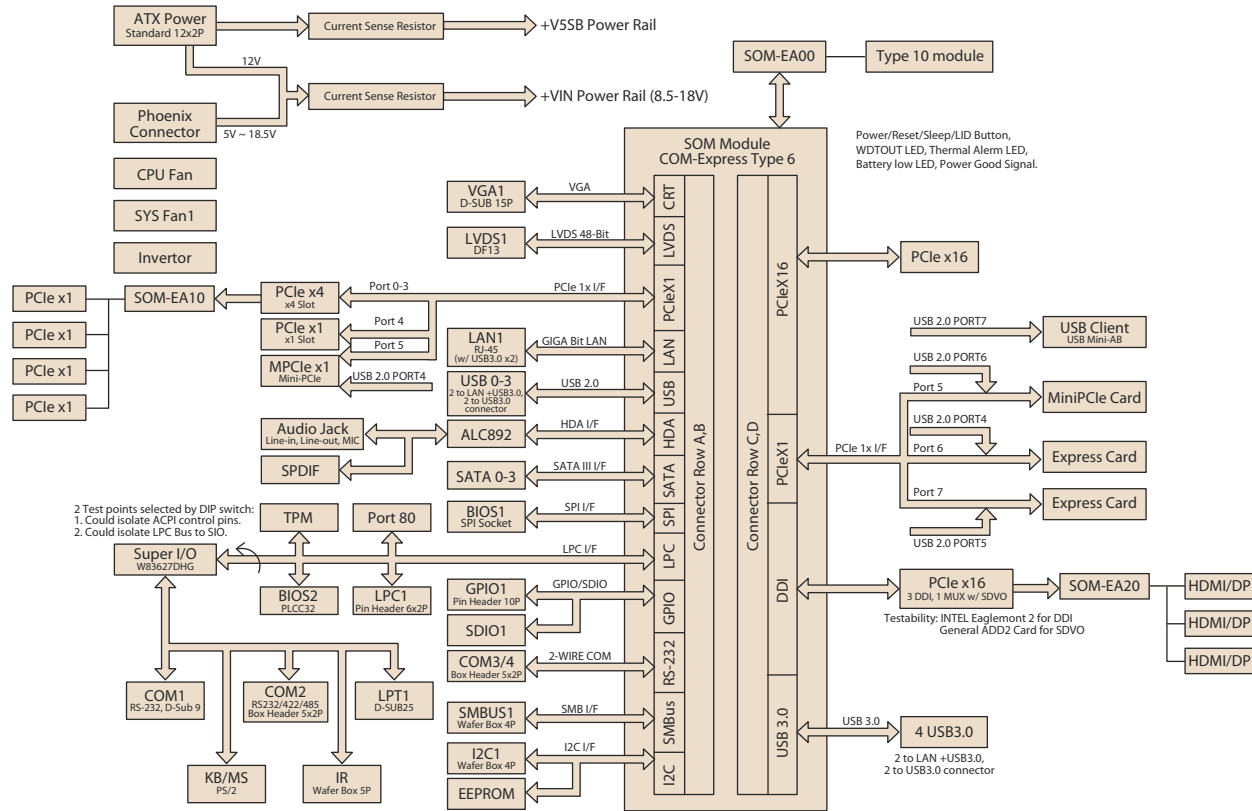 ATX Power
Standard 12x2P
Current Sense Resistor
+V5SB Power Rail
12V
Current Sense Resistor
+VIN Power Rail (8.5-18V)
Phoenix
Connector
5V ~ 18.5V
CPU Fan
SYS Fan1
Invertor
SOM-EA00
Type 10 module
Power/Reset/Sleep/LID Button,
WDTOUT LED, Thermal Alerm LED,
Battery low LED, Power Good Signal.
SOM Module
COM-Express Type 6
Connector Row A,B
Connector Row C,D
CRT
LVDS
PCIeX1
LAN
USB
HDA
SATA
SPI
LPC
GPIO
RS-232
SMBus
I2C
PCIeX16
PCIeX1
DDI
USB 3.0
VGA1
D-SUB 15P
VGA
LVDS1
DF13
LVDS 48-Bit
PCIe x1
PCIe x1
PCIe x1
PCIe x1
SOM-EA10
PCIe x4
x4 Slot
Port 0-3
PCIe 1x I/F
PCIe x1
x1 Slot
Port 4
Port 5
MPCIe x1
Mini-PCIe
USB 2.0 PORT4
LAN1
RJ-45
(w/ USB3.0 x2)
GIGA Bit LAN
USB 0-3
2 to LAN +USB3.0,
2 to USB3.0
connector
USB 2.0
Audio Jack
Line-in, Line-out, MIC
SPDIF
ALC892
HDA I/F
SATA 0-3
SATA III I/F
BIOS1
SPI Socket
SPI I/F
2 Test points selected by DIP switch:
1. Could isolate ACPI control pins.
2. Could isolate LPC Bus to SIO.
TPM
Port 80
Super I/O
W83627DHG
LPC I/F
BIOS2
PLCC32
LPC1
Pin Header 6x2P
GPIO1
Pin Header 10P
GPIO/SDIO
SDIO1
COM3/4
Box Header 5x2P
2-WIRE COM
COM1
RS-232, D-Sub 9
COM2
RS232/422/485
Box Header 5x2P
LPT1
D-SUB25
KB/MS
PS/2
IR
Wafer Box 5P
SMBUS1
Wafer Box 4P
SMB I/F
I2C1
Wafer Box 4P
I2C I/F
EEPROM
PCIe x16
USB 2.0 PORT7
USB Client
USB Mini-AB
USB 2.0 PORT6
Port 5
MiniPCIe Card
USB 2.0 PORT4
PCIe 1x I/F
Port 6
Express Card
Port 7
Express Card
USB 2.0 PORT5
PCIe x16
3 DDI, 1 MUX w/ SDVO
SOM-EA20
HDMI/DP
HDMI/DP
HDMI/DP
Testability: INTEL Eaglemont 2 for DDI
General ADD2 Card for SDVO
USB 3.0
4 USB3.0
2 to LAN +USB3.0,
2 to USB3.0 connector